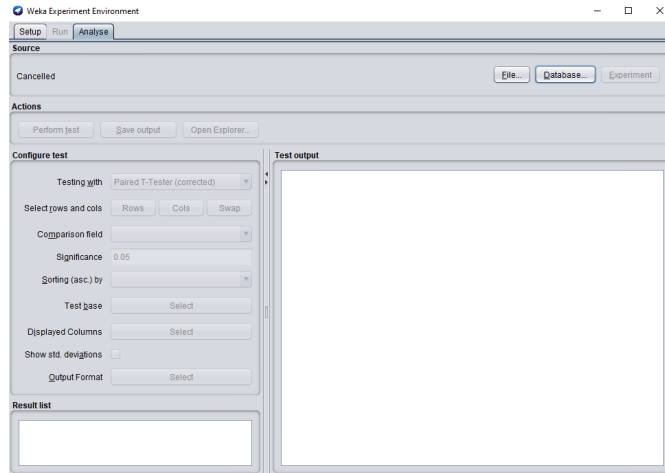 Weka Experiment Environment
Setup Run Analyse
Source
Cancelled File... Database... Experiment
Actions
Perform test Save output Open Explorer...
Configure test
Testing with Paired T-Tester (corrected)
Select rows and cols Rows Cols Swap
Comparison field
Significance 0.05
Sorting (asc.) by
Test base Select
Displayed Columns Select
Show std. deviations
Output Format Select
Result list
Test output